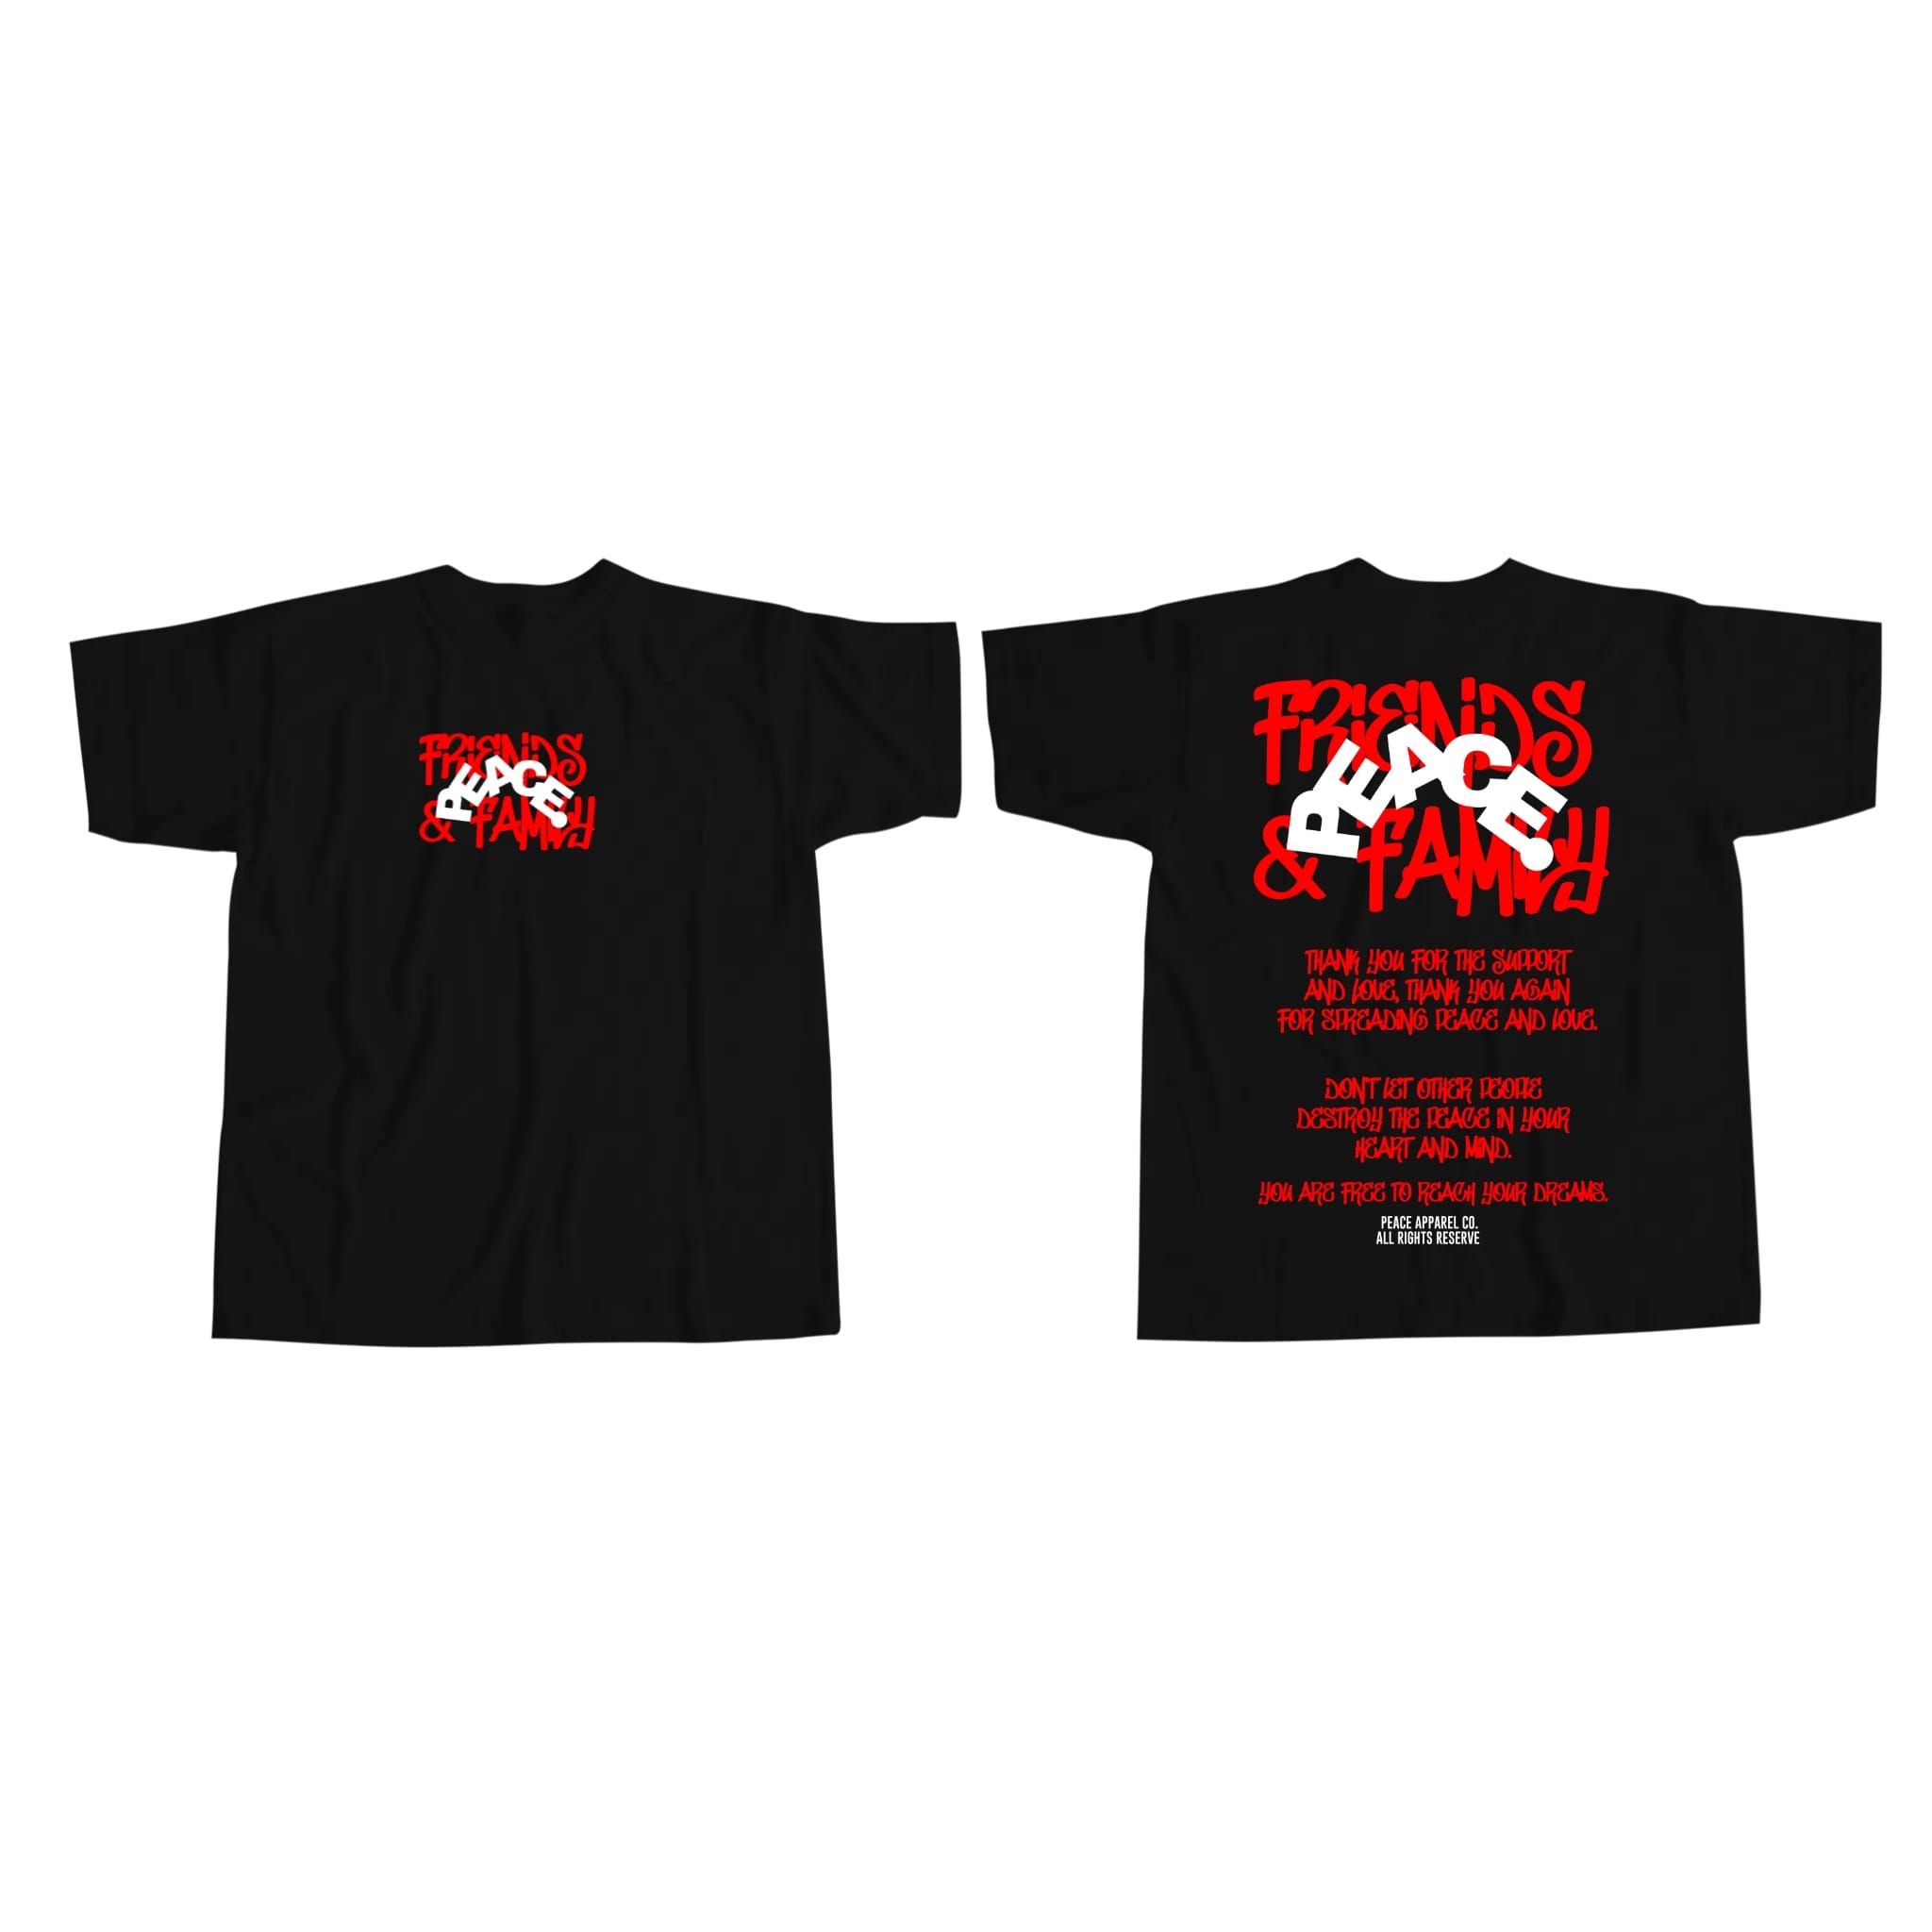 FRIENDS
PEACE.
& FAMILY
FRIENDS
PEACE.
& FAMILY
THANK YOU FOR THE SUPPORT
AND LOVE, THANK YOU AGAIN
FOR SPREADING PEACE AND LOVE.
DON'T LET OTHER PEOPLE
DESTROY THE PEACE IN YOUR
HEART AND MIND.
YOU ARE FREE TO REACH YOUR DREAMS.
PEACE APPAREL CO.
ALL RIGHTS RESERVE